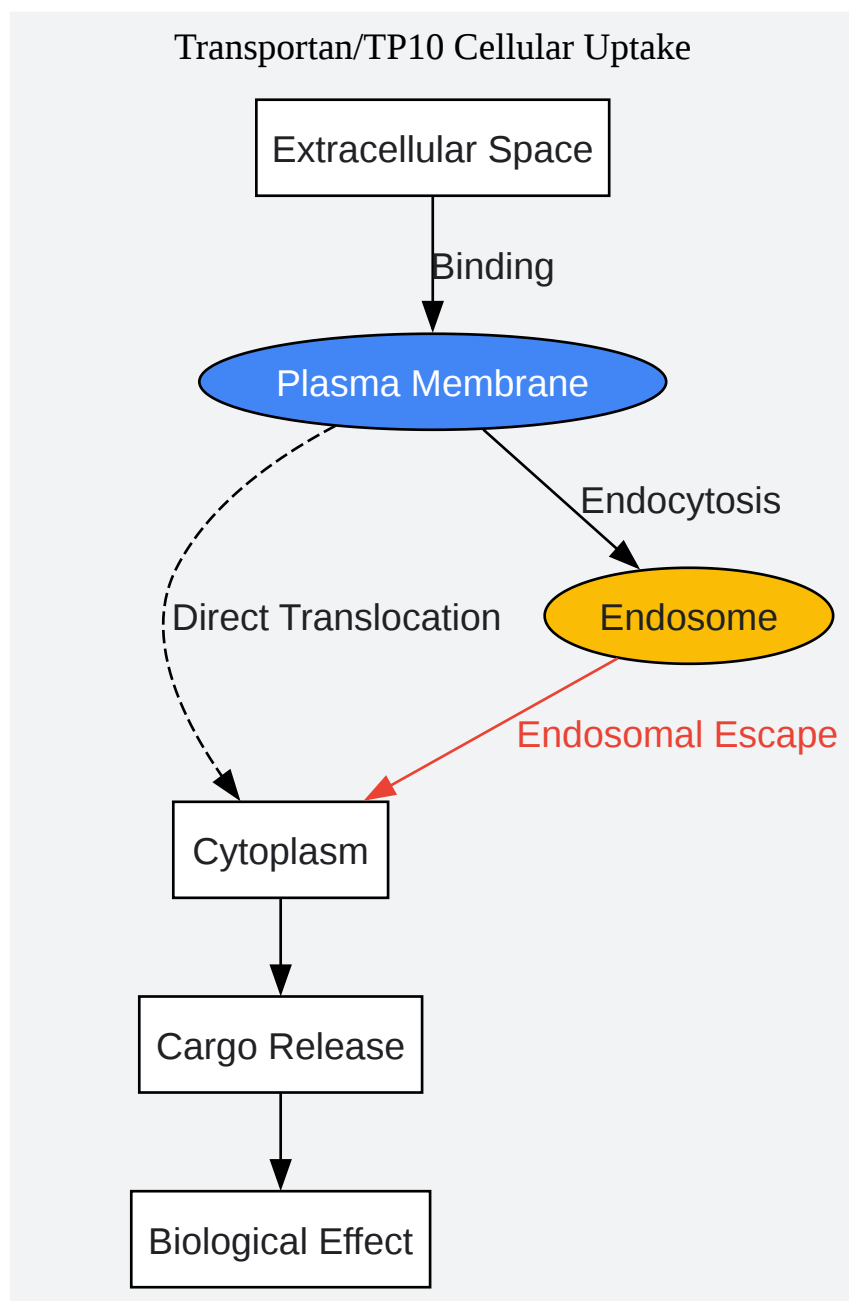 Transportan/TP10 Cellular Uptake
Extracellular Space
Binding
Plasma Membrane
Endocytosis
Direct Translocation
Endosome
Endosomal Escape
Cytoplasm
Cargo Release
Biological Effect